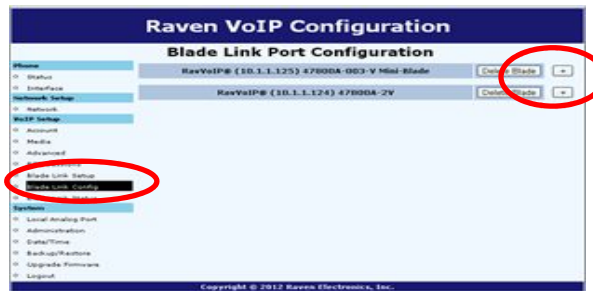 Raven VoIP Configuration
Blade Link Port Configuration
Phone
Status
Interface
Network Setup
Network
VoIP Setup
Account
Media
Advanced
Blade Link Setup
Blade Link Config
System
Local Analog Port
Administration
Date/Time
Backup/Restore
Upgrade Firmware
Logout
RavVoIP® (10.1.1.125) 47800A-003-V Mini-Blade
Delete Blade
+
RavVoIP® (10.1.1.124) 47800A-2V
Delete Blade
+
Copyright © 2012 Raven Electronics, Inc.